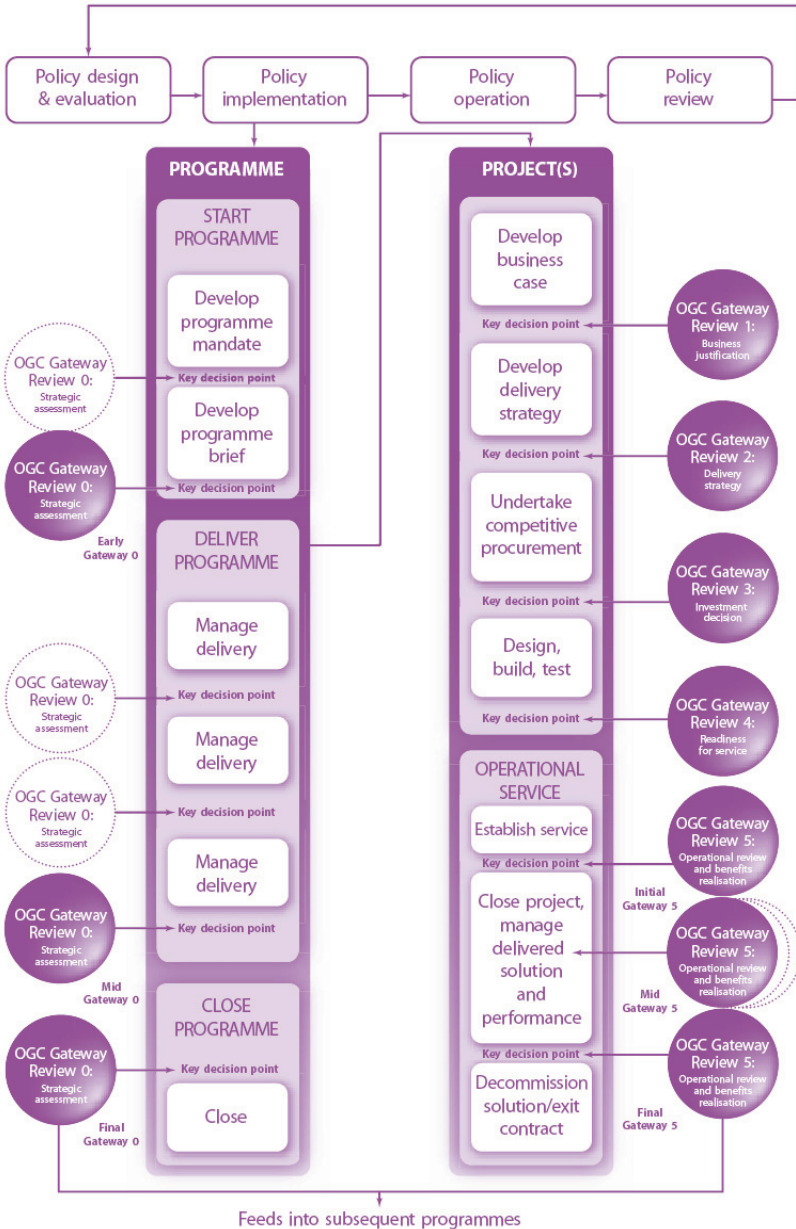 Policy design
& evaluation
Policy
implementation
Policy
operation
Policy
review
PROGRAMME
START
PROGRAMME
Develop
programme
mandate
OGC Gateway
Review 0:
Strategic
assessment
Key decision point
Develop
programme
brief
OGC Gateway
Review 0:
Strategic
assessment
Key decision point
Early
Gateway 0
DELIVER
PROGRAMME
Manage
delivery
OGC Gateway
Review 0:
Strategic
assessment
Key decision point
Manage
delivery
OGC Gateway
Review 0:
Strategic
assessment
Key decision point
Manage
delivery
OGC Gateway
Review 0:
Strategic
assessment
Key decision point
Mid
Gateway 0
CLOSE
PROGRAMME
OGC Gateway
Review 0:
Strategic
assessment
Key decision point
Close
Final
Gateway 0
PROJECT(S)
Develop
business
case
Key decision point
OGC Gateway
Review 1:
Business
justification
Develop
delivery
strategy
Key decision point
OGC Gateway
Review 2:
Delivery
strategy
Undertake
competitive
procurement
Key decision point
OGC Gateway
Review 3:
Investment
decision
Design,
build, test
Key decision point
OGC Gateway
Review 4:
Readiness
for service
OPERATIONAL
SERVICE
Establish service
Key decision point
OGC Gateway
Review 5:
Operational review
and benefits
realisation
Initial
Gateway 5
Close project,
manage
delivered
solution
and
performance
OGC Gateway
Review 5:
Operational review
and benefits
realisation
Mid
Gateway 5
Key decision point
OGC Gateway
Review 5:
Operational review
and benefits
realisation
Decommission
solution/exit
contract
Final
Gateway 5
Feeds into subsequent programmes